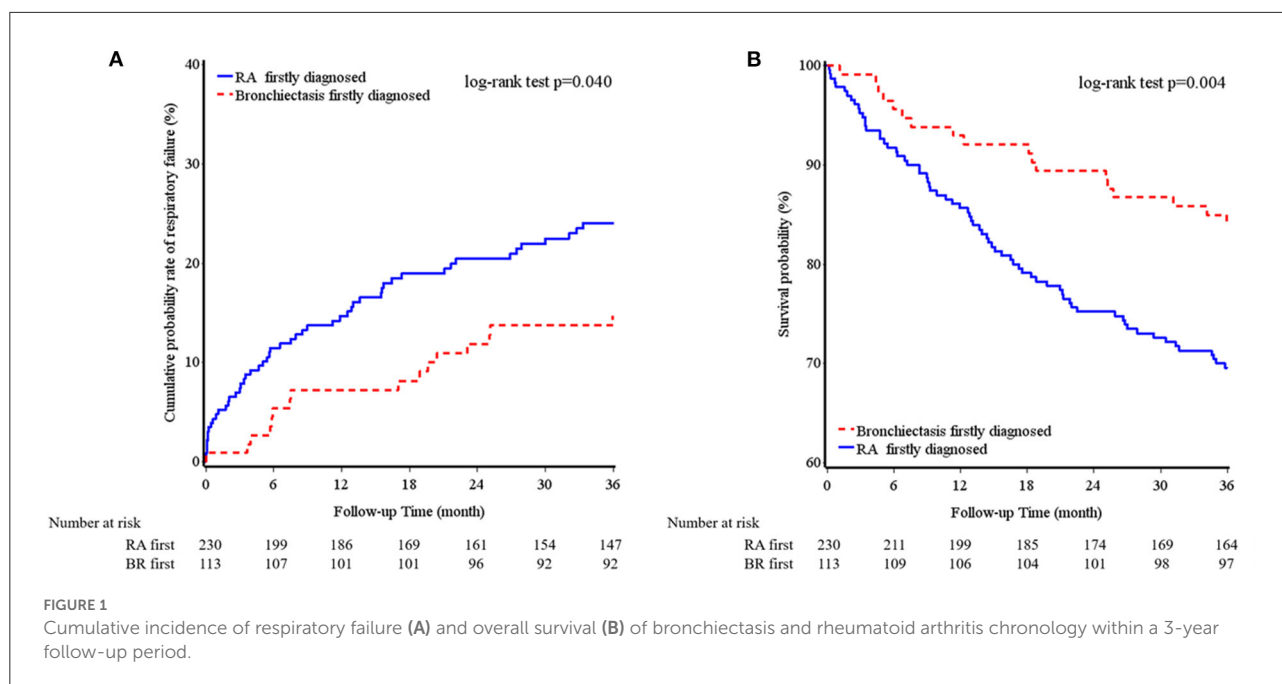 A
40
30
20
10
0
Cumulative probability rate of respiratory failure (%)
RA firstly diagnosed
Bronchiectasis firstly diagnosed
log-rank test p=0.040
0 6 12 18 24 30 36
Follow-up Time (month)
Number at risk
RA first 230 199 186 169 161 154 147
BR first 113 107 101 101 96 92 92
B
100
90
80
70
60
Survival probability (%)
log-rank test p=0.004
Bronchiectasis firstly diagnosed
RA firstly diagnosed
0 6 12 18 24 30 36
Follow-up Time (month)
Number at risk
RA first 230 211 199 185 174 169 164
BR first 113 109 106 104 101 98 97
FIGURE 1
Cumulative incidence of respiratory failure (A) and overall survival (B) of bronchiectasis and rheumatoid arthritis chronology within a 3-year
follow-up period.